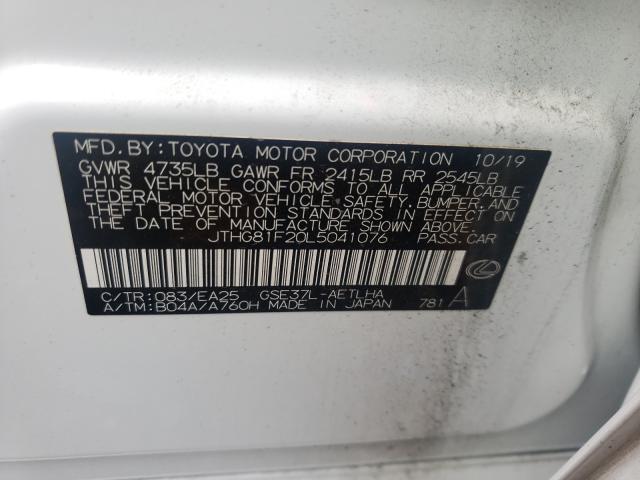 MFD. BY: TOYOTA MOTOR CORPORATION 10/19
GVWR 4735LB GAWR FR 2415LB RR 2545LB
THIS VEHICLE CONFORMS TO ALL APPLICABLE
FEDERAL MOTOR VEHICLE SAFETY, BUMPER, AND
THEFT PREVENTION STANDARDS IN EFFECT ON
THE DATE OF MANUFACTURE SHOWN ABOVE.
JTHG81F20L5041076 PASS. CAR
C/TR: 083/EA25 GSE37L-AETLHA
A/TM: B04A/A760H MADE IN JAPAN 781 A